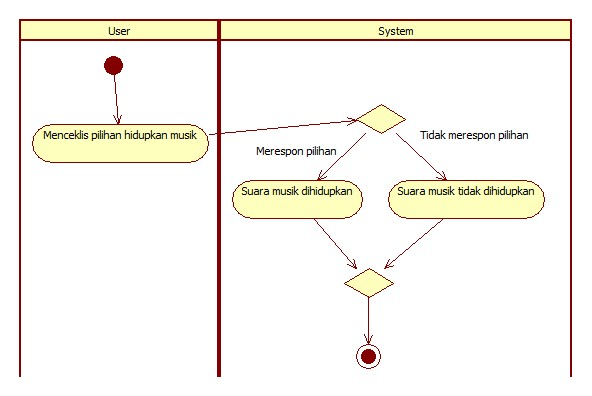 User
System
Menceklis pilihan hidupkan musik
Tidak merespon pilihan
Merespon pilihan
Suara musik dihidupkan
Suara musik tidak dihidupkan